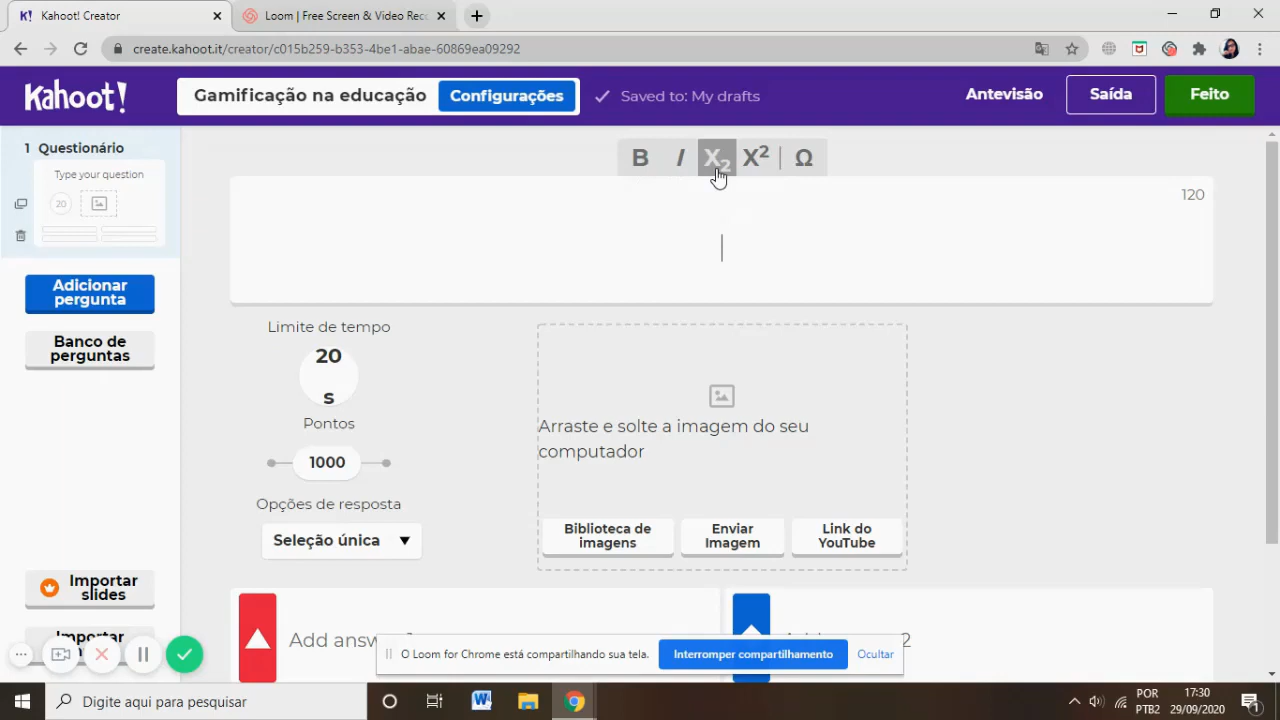 Kahoot! Creator
Loom | Free Screen & Video Rec
create.kahoot.it/creator/c015b259-b353-4be1-abae-60869ea09292
Kahoot!
Gamificação na educação
Configurações
Saved to: My drafts
Antevisão
Saída
Feito
1 Questionário
Type your question
20
B I X₂ X² | Ω
120
Adicionar
pergunta
Banco de
perguntas
Limite de tempo
20
s
Pontos
1000
Opções de resposta
Seleção única
Arraste e solte a imagem do seu
computador
Biblioteca de
imagens
Enviar
Imagem
Link do
YouTube
Importar
slides
Importar
Add answ
2
O Loom for Chrome está compartilhando sua tela.
Interromper compartilhamento
Ocultar
Digite aqui para pesquisar
POR
PTB2
17:30
29/09/2020
1